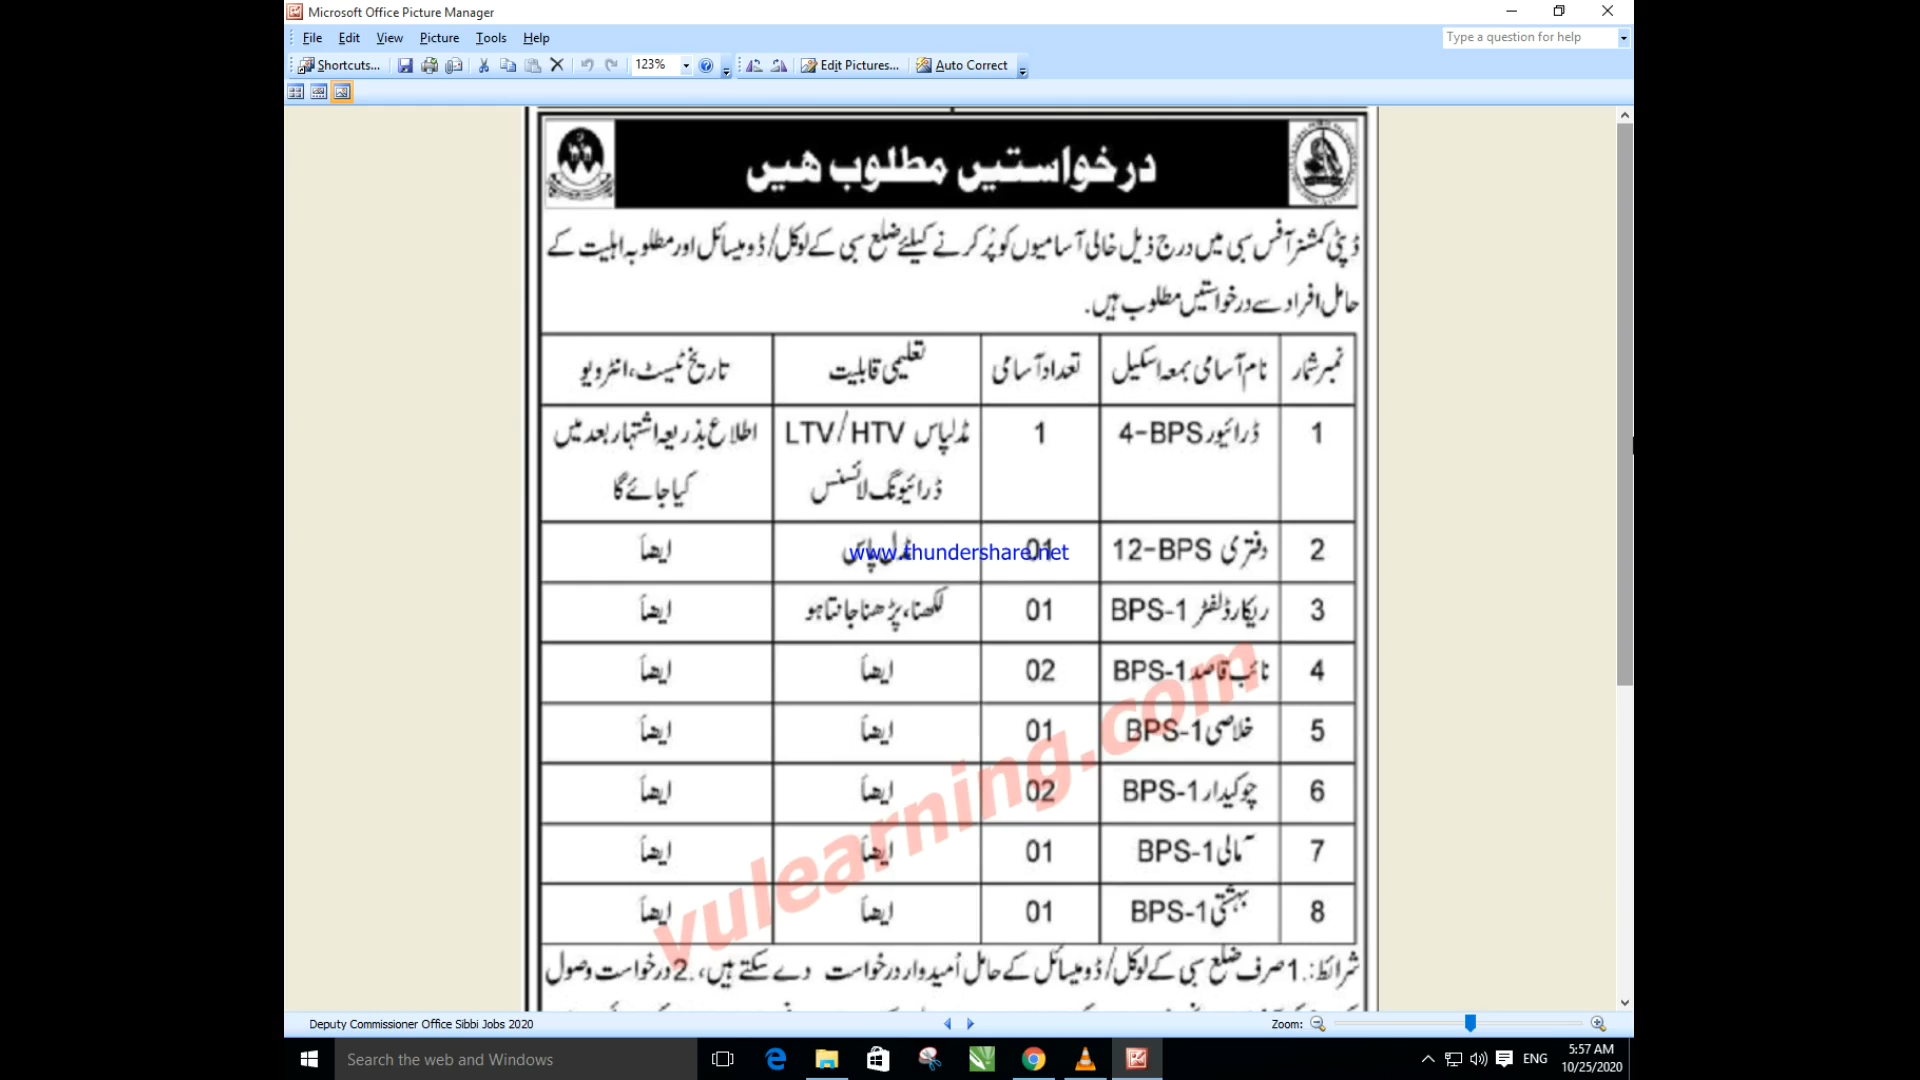 Microsoft Office Picture Manager
File Edit View Picture Tools Help
Type a question for help
Shortcuts... 123% Edit Pictures... Auto Correct
درخواستیں مطلوب ھیں
ڈپٹی کمشنر آفس سبی میں درج ذیل خالی آسامیوں کو پُر کرنے کیلئے ضلع سبی کے لوکل/ڈومیسائل اور مطلوبہ اہلیت کے
حامل افراد سے درخواستیں مطلوب ہیں.
نمبر شمار نام آسامی بمعہ اسکیل تعداد آسامی تعلیمی قابلیت تاریخ ٹیسٹ، انٹرویو
1 ڈرائیور BPS-4 1 مڈل پاس LTV/HTV اطلاع بذریعہ اشتہار بعد میں
ڈرائیونگ لائسنس کیا جائے گا
2 دفتری BPS-12 01 مڈل پاس ایضاً
www.thundershare.net
3 ریکارڈ لفٹر BPS-1 01 لکھنا، پڑھنا جانتا ہو ایضاً
4 نائب قاصد BPS-1 02 ایضاً ایضاً
5 خلاصی BPS-1 01 ایضاً ایضاً
6 چوکیدار BPS-1 02 ایضاً ایضاً
7 مالی BPS-1 01 ایضاً ایضاً
8 بہشتی BPS-1 01 ایضاً ایضاً
vulearning.com
شرائط: 1. صرف ضلع سبی کے لوکل/ڈومیسائل کے حامل اُمیدوار درخواست دے سکتے ہیں، 2. درخواست وصول
Deputy Commissioner Office Sibbi Jobs 2020
Zoom:
Search the web and Windows
ENG
5:57 AM
10/25/2020